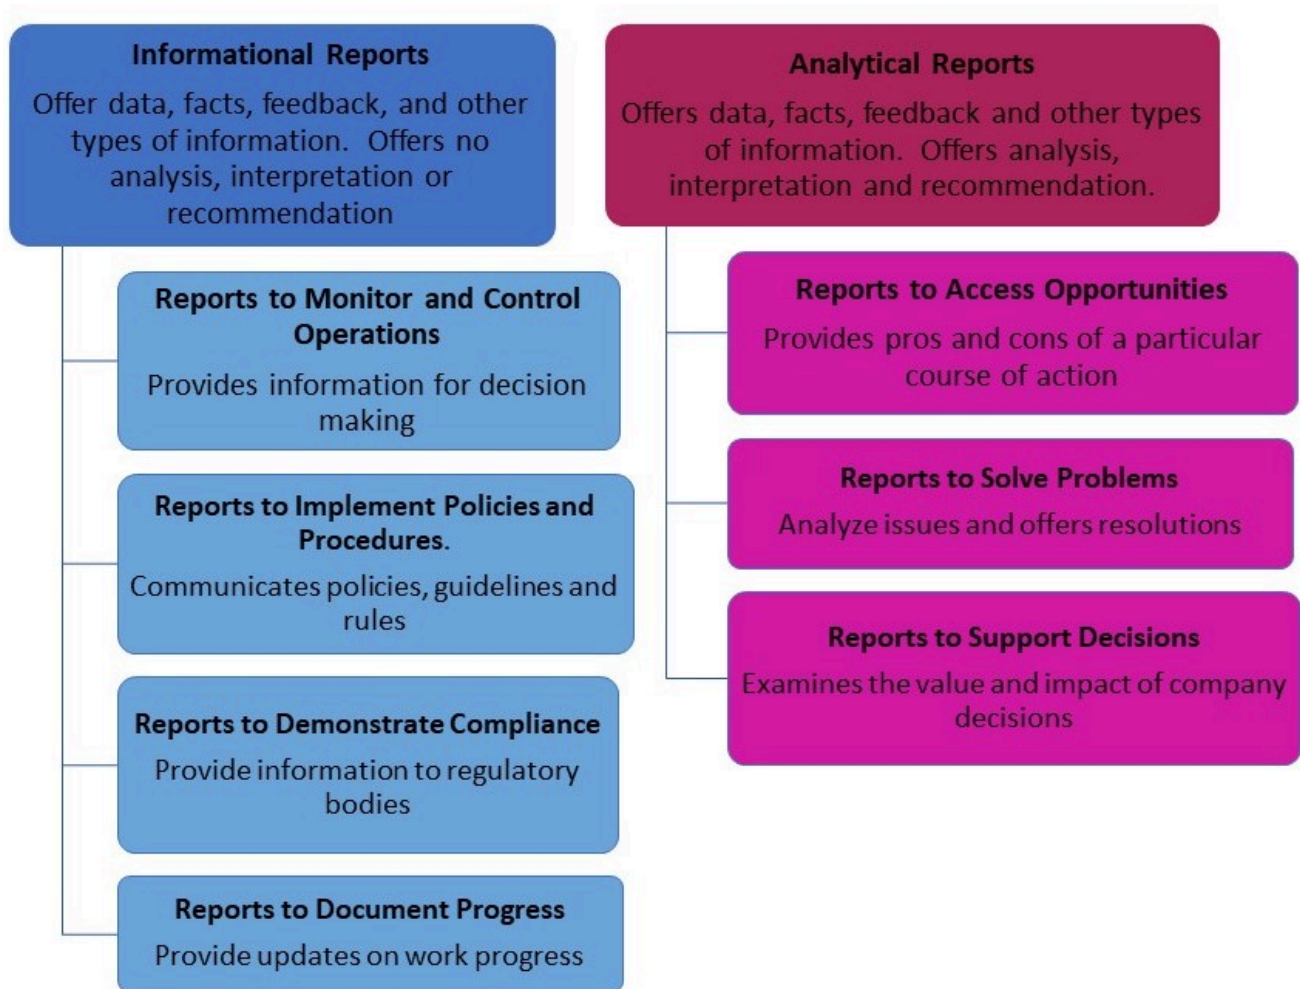 Informational Reports
Offer data, facts, feedback, and other
types of information. Offers no
analysis, interpretation or
recommendation
Reports to Monitor and Control
Operations
Provides information for decision
making
Reports to Implement Policies and
Procedures.
Communicates policies, guidelines and
rules
Reports to Demonstrate Compliance
Provide information to regulatory
bodies
Reports to Document Progress
Provide updates on work progress
Analytical Reports
Offers data, facts, feedback and other types
of information. Offers analysis,
interpretation and recommendation.
Reports to Access Opportunities
Provides pros and cons of a particular
course of action
Reports to Solve Problems
Analyze issues and offers resolutions
Reports to Support Decisions
Examines the value and impact of company
decisions